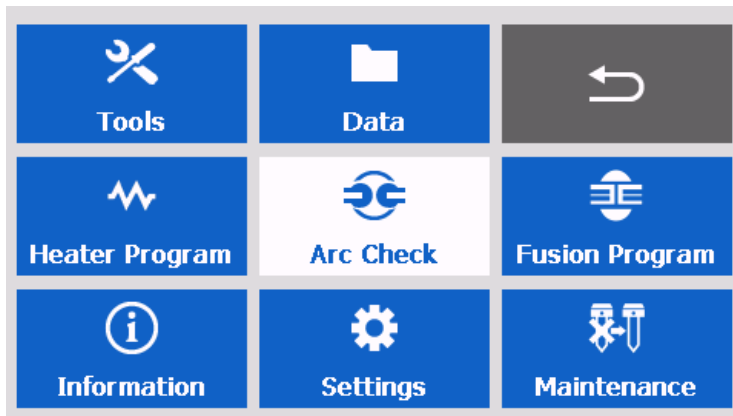 Tools
Data
Heater Program
Arc Check
Fusion Program
Information
Settings
Maintenance